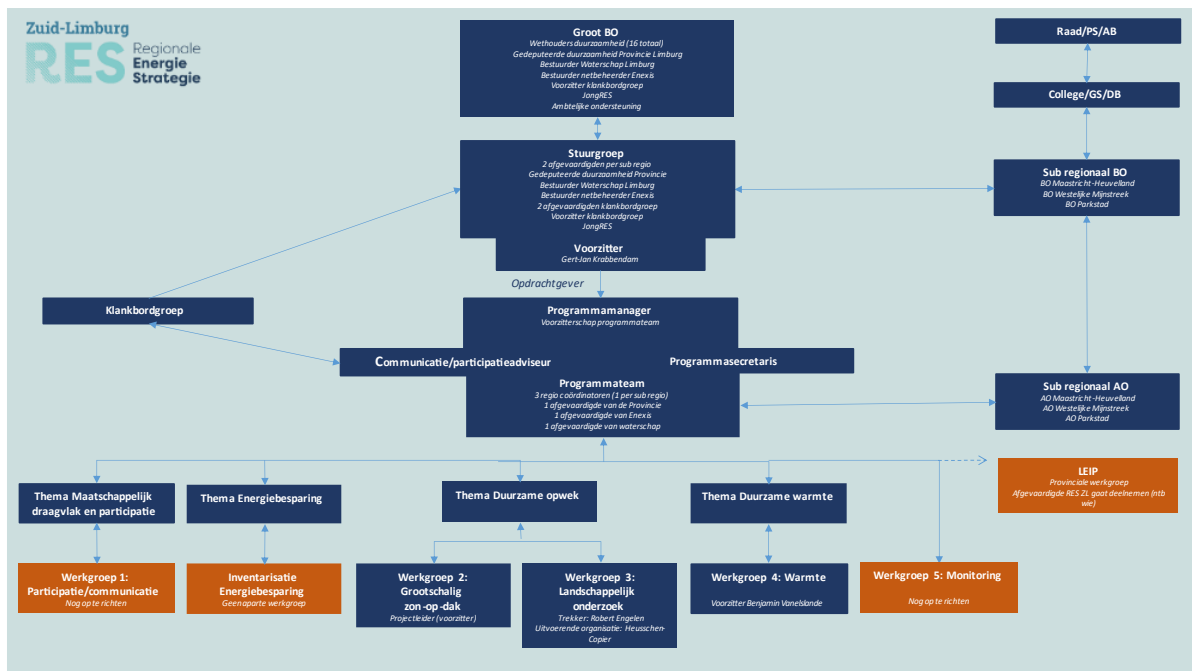 Zuid-Limburg
RES Regionale
Energie
Strategie
Groot BO
Wethouders duurzaamheid (16 totaal)
Gedeputeerde duurzaamheid Provincie Limburg
Bestuurder Waterschap Limburg
Bestuurder netbeheerder Enexis
Voorzitter klankbordgroep
JongRES
Ambtelijke ondersteuning
Raad/PS/AB
College/GS/DB
Stuurgroep
2 afgevaardigden per sub regio
Gedeputeerde duurzaamheid Provincie
Bestuurder Waterschap Limburg
Bestuurder netbeheerder Enexis
2 afgevaardigden klankbordgroep
Voorzitter klankbordgroep
JongRES
Sub regionaal BO
BO Maastricht-Heuvelland
BO Westelijke Mijnstreek
BO Parkstad
Voorzitter
Gert-Jan Krabbendam
Opdrachtgever
Klankbordgroep
Programmamanager
Voorzitterschap programmateam
Communicatie/participatieadviseur
Programmasecretaris
Programmateam
3 regio coördinatoren (1 per sub regio)
1 afgevaardigde van de Provincie
1 afgevaardigde van Enexis
1 afgevaardigde van waterschap
Sub regionaal AO
AO Maastricht-Heuvelland
AO Westelijke Mijnstreek
AO Parkstad
LEIP
Provinciale werkgroep
Afgevaardigde RES ZL gaat deelnemen (ntb
wie)
Thema Maatschappelijk
draagvlak en participatie
Thema Energiebesparing
Thema Duurzame opwek
Thema Duurzame warmte
Werkgroep 1:
Participatie/communicatie
Nog op te richten
Inventarisatie
Energiebesparing
Geen aparte werkgroep
Werkgroep 2:
Grootschalig
zon-op-dak
Projectleider (voorzitter)
Werkgroep 3:
Landschappelijk
onderzoek
Trekker: Robert Engelen
Uitvoerende organisatie: Heusschen-
Copier
Werkgroep 4: Warmte
Voorzitter Benjamin Vanelslande
Werkgroep 5: Monitoring
Nog op te richten